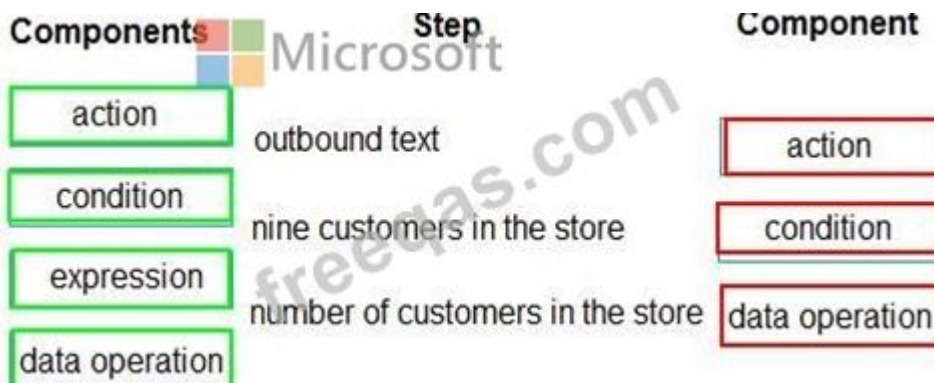 Components Step Component
Microsoft
action
outbound text action
condition
nine customers in the store condition
expression
number of customers in the store data operation
data operation
freeqas.com